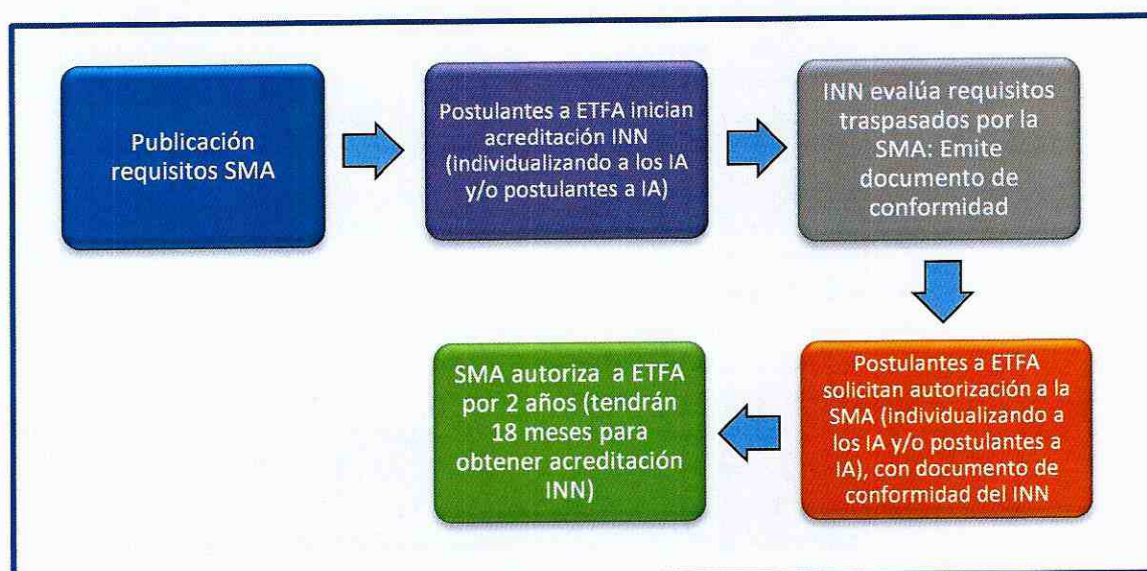 Publicación
requisitos SMA
Postulantes a ETFA inician
acreditación INN
(individualizando a los IA
y/o postulantes a IA)
INN evalúa requisitos
traspasados por la
SMA: Emite
documento de
conformidad
Postulantes a ETFA
solicitan autorización a la
SMA (individualizando a
los IA y/o postulantes a
IA), con documento de
conformidad del INN
SMA autoriza a ETFA
por 2 años (tendrán
18 meses para
obtener acreditación
INN)